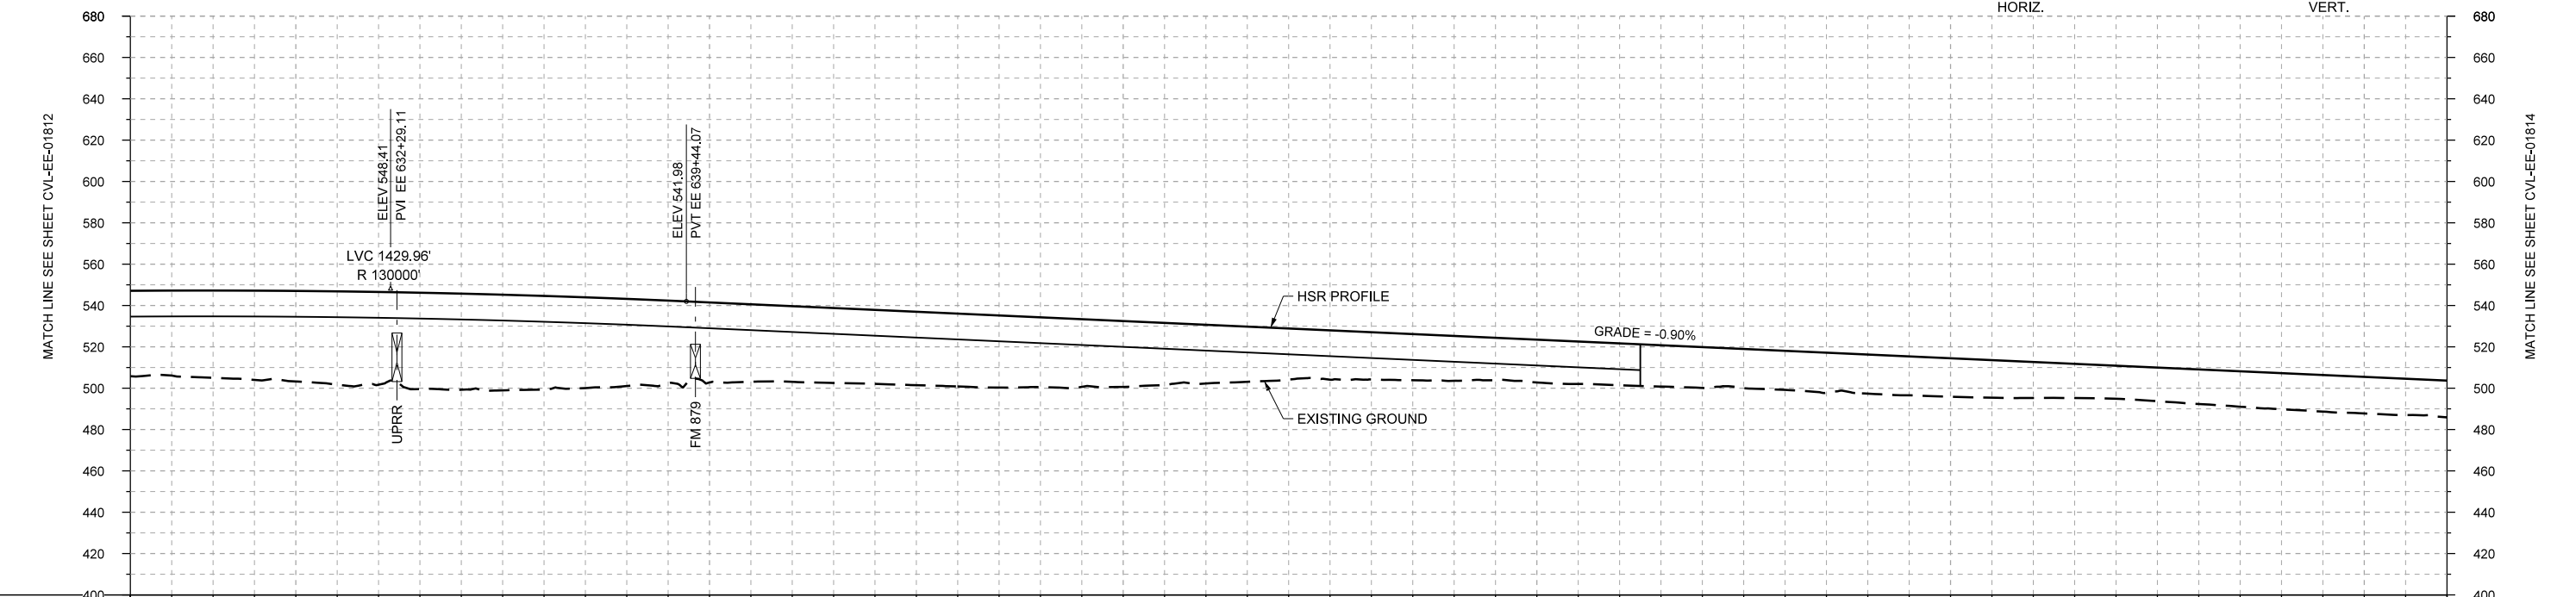 HORIZ.
VERT.
680
660
640
620
600
580
560
540
520
500
480
460
440
420
400
MATCH LINE SEE SHEET CVL-EE-01812
ELEV 548.41
PVI EE 632+29.11
LVC 1429.96'
R 130000'
UPRR
ELEV 541.98
PVT EE 639+44.07
FM 879
HSR PROFILE
EXISTING GROUND
GRADE = -0.90%
680
660
640
620
600
580
560
540
520
500
480
460
440
420
400
MATCH LINE SEE SHEET CVL-EE-01814